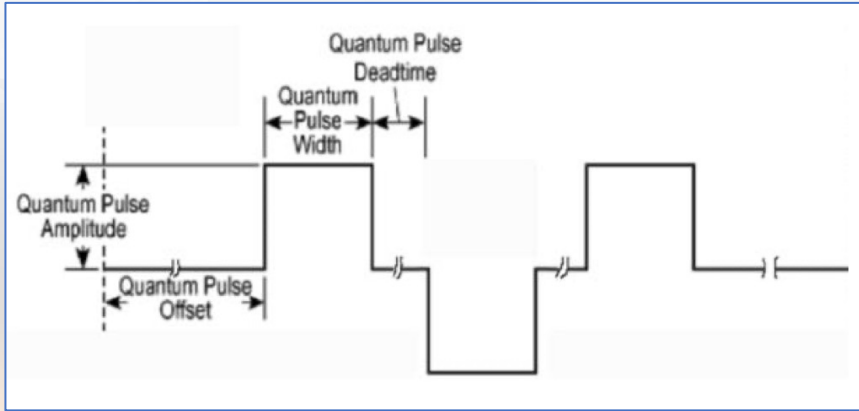 Quantum Pulse
Deadtime
Quantum
Pulse
Width
Quantum Pulse
Amplitude
Quantum Pulse
Offset